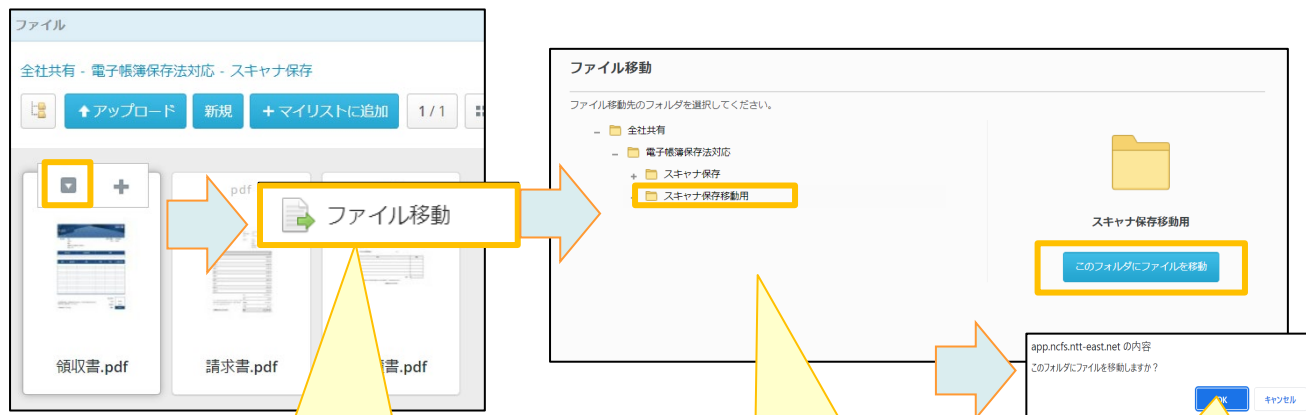 ファイル
全社共有 - 電子帳簿保存法対応 - スキャナ保存
アップロード 新規 + マイリストに追加 1 / 1
pdf
ファイル移動
領収書.pdf 請求書.pdf 書.pdf
ファイル移動
ファイル移動先のフォルダを選択してください。
全社共有
電子帳簿保存法対応
スキャナ保存
スキャナ保存移動用
スキャナ保存移動用
このフォルダにファイルを移動
app.ncfs.ntt-east.net の内容
このフォルダにファイルを移動しますか？
OK キャンセル